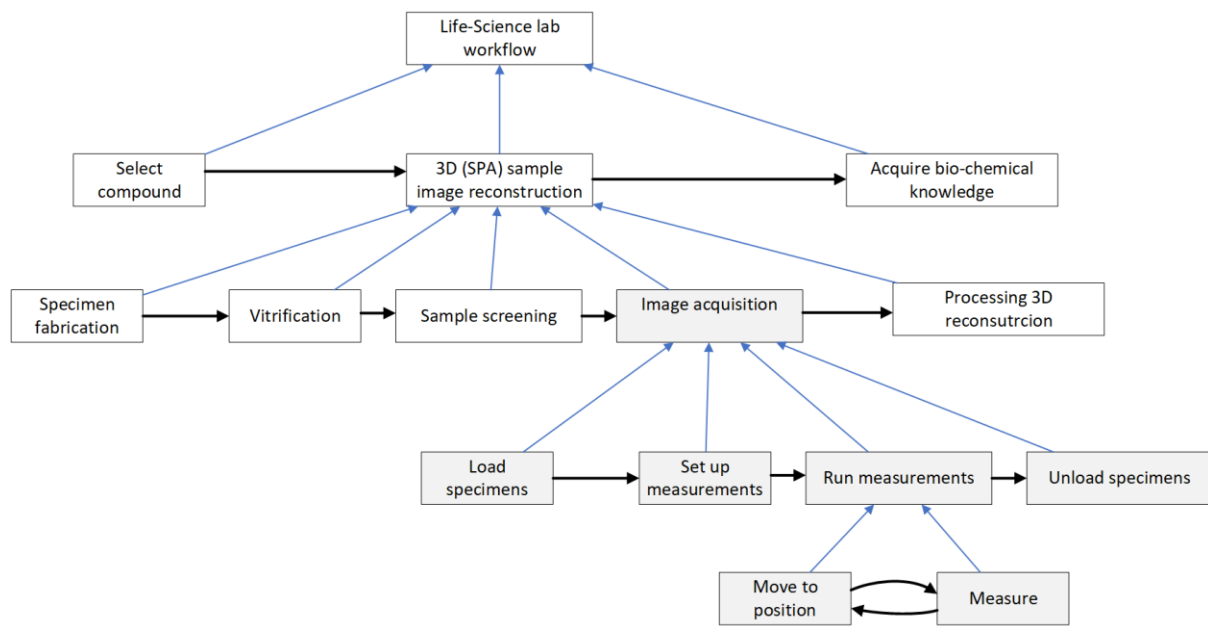 Life-Science lab
workflow
Select
compound
3D (SPA) sample
image reconstruction
Acquire bio-chemical
knowledge
Specimen
fabrication
Vitrification
Sample screening
Image acquisition
Processing 3D
reconsutrcion
Load
specimens
Set up
measurements
Run measurements
Unload specimens
Move to
position
Measure